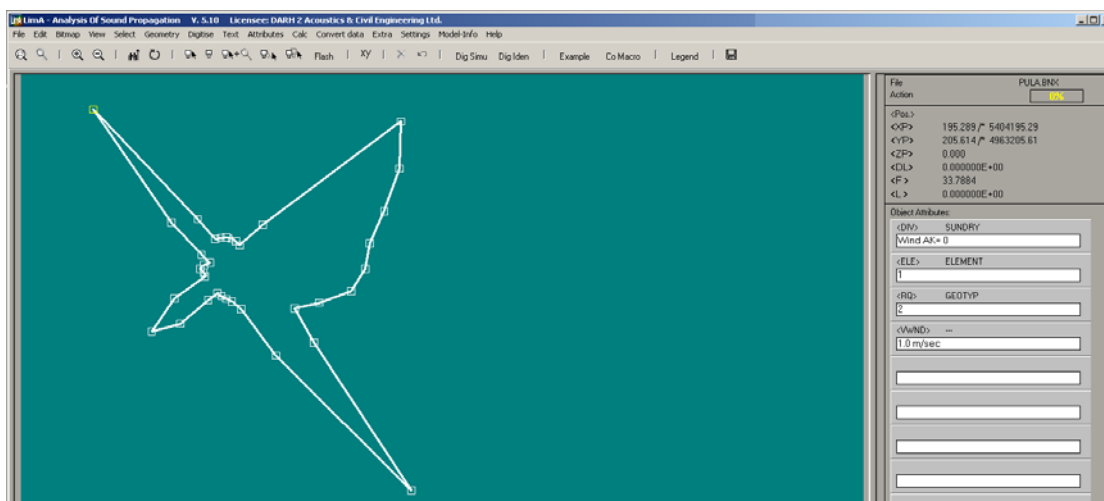 LimA - Analysis Of Sound Propagation V. 5.10 Licensee: DARH 2 Acoustics & Civil Engineering Ltd.
File Edit Bitmap View Select Geometry Digitise Text Attributes Calc Convert data Extra Settings Model-Info Help
Flash XY Dig Simu Dig Iden Example Co Macro Legend
File PULA.BNX
Action 0%
<Pos.>
<XP> 195.289 /* 5404195.29
<YP> 205.614 /* 4963205.61
<ZP> 0.000
<DL> 0.000000E+00
<F > 33.7884
<L > 0.000000E+00
Object Attributes:
<DIV> SUNDRY
Wind.AK= 0
<ELE> ELEMENT
1
<RQ> GEOTYP
2
<VWND> --
1.0 m/sec